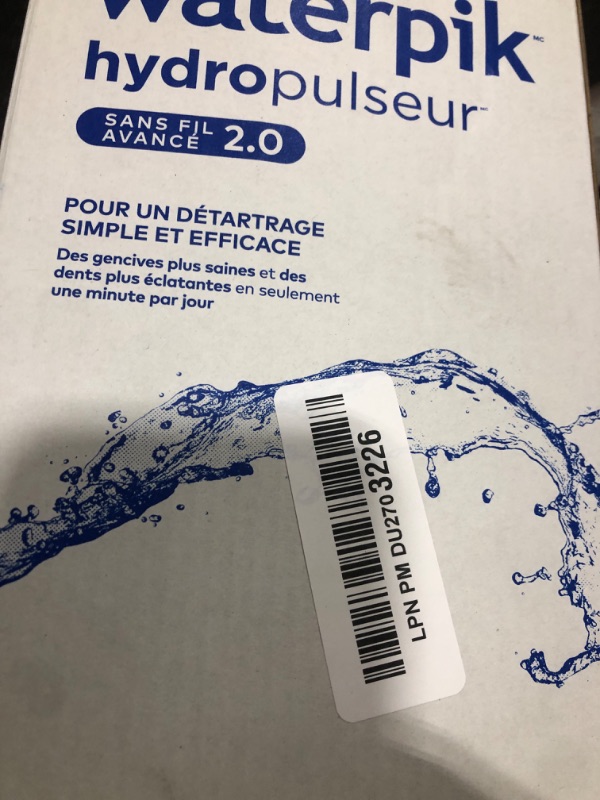 waterpik MC
hydropulseur
SANS FIL
AVANCÉ 2.0
POUR UN DÉTARTRAGE
SIMPLE ET EFFICACE
Des gencives plus saines et des
dents plus éclatantes en seulement
une minute par jour
LPN PM DU270 3226